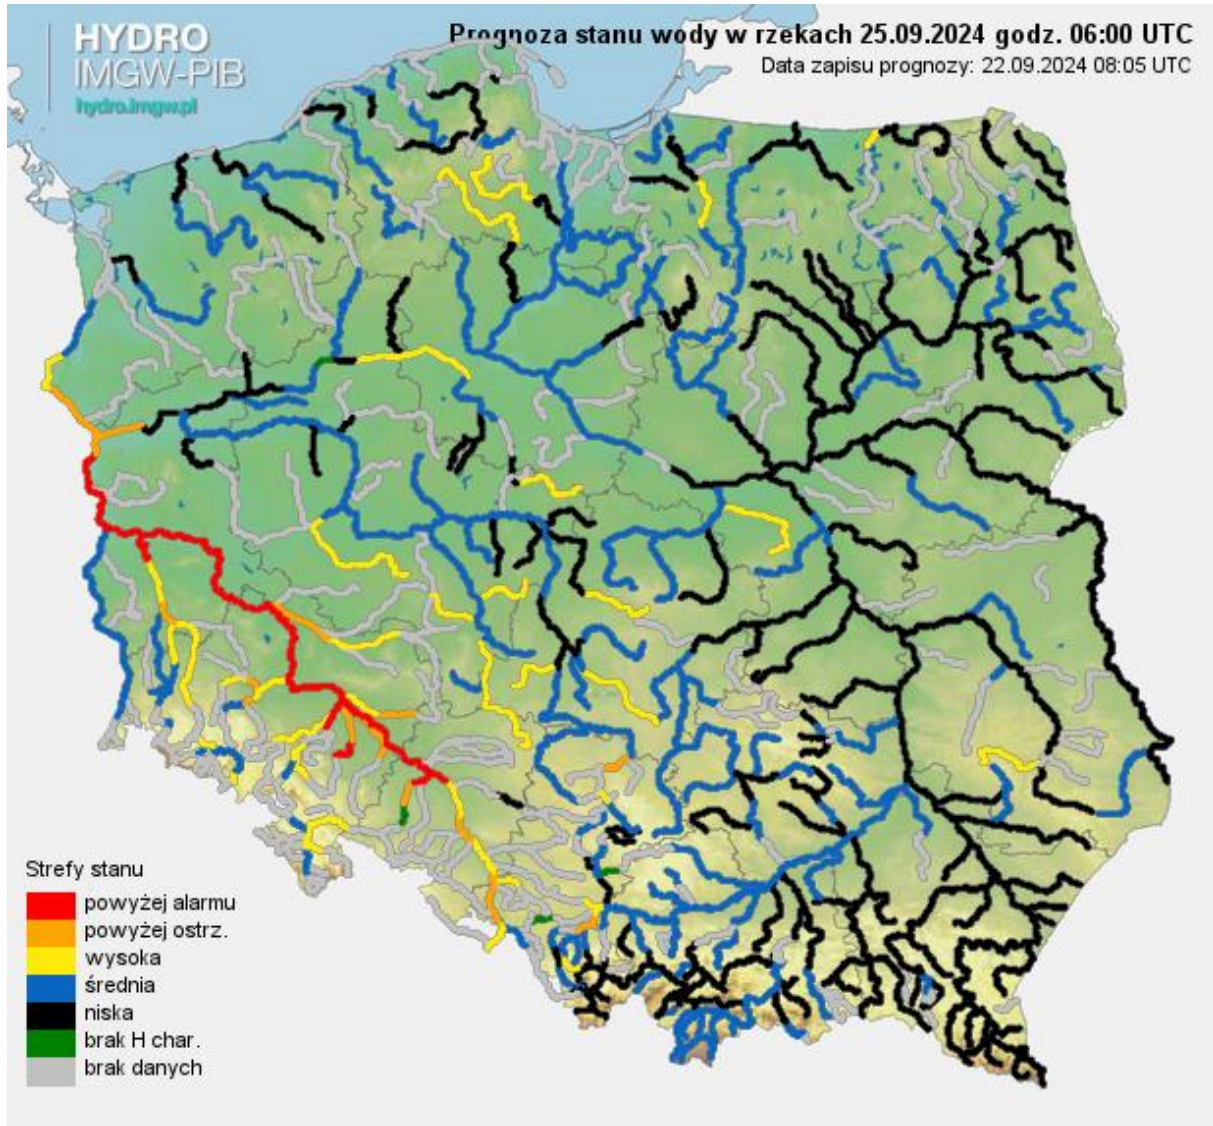 HYDRO
IMGW-PIB
hydro.imgw.pl
Prognoza stanu wody w rzekach 25.09.2024 godz. 06:00 UTC
Data zapisu prognozy: 22.09.2024 08:05 UTC
Strefy stanu
powyżej alarmu
powyżej ostrz.
wysoka
średnia
niska
brak H char.
brak danych